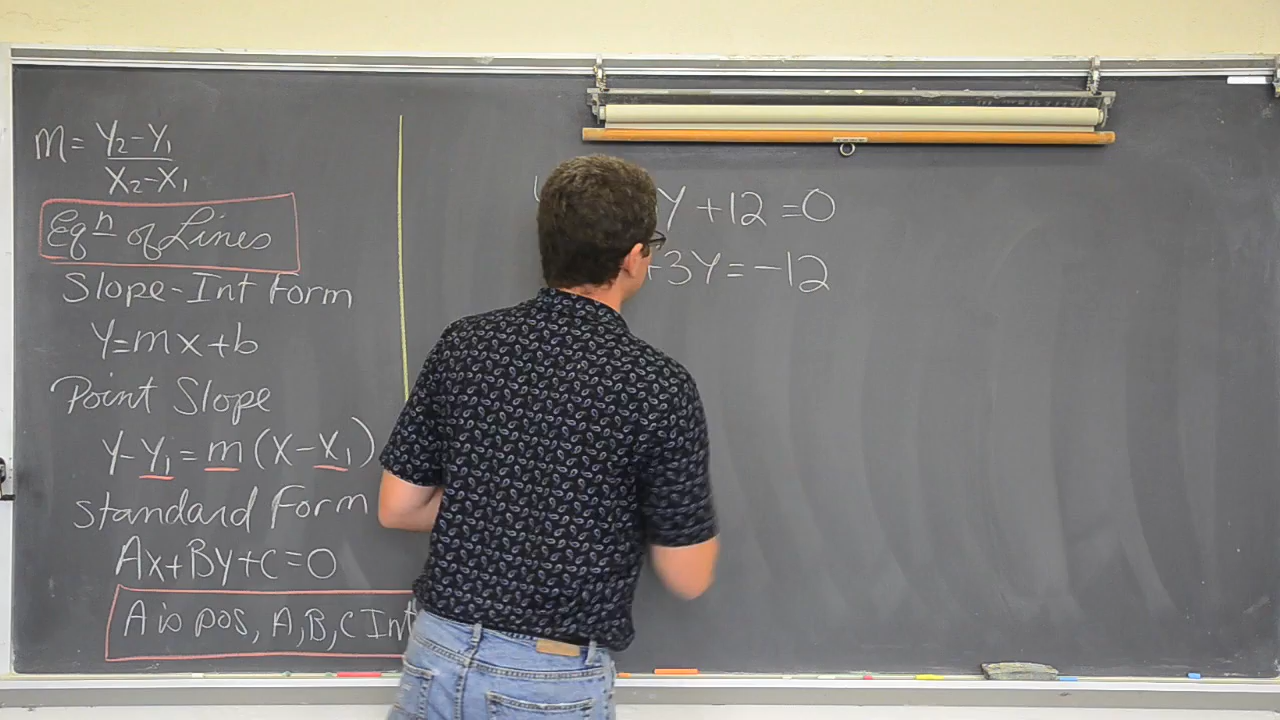 m = Y₂-Y₁ / X₂-X₁
Eqⁿ of Lines
Slope-Int Form
Y=mx+b
Point Slope
Y-Y₁=m(X-X₁)
Standard Form
Ax+By+c=0
A is pos, A,B,C Int
Y +12 =0
+3Y=-12